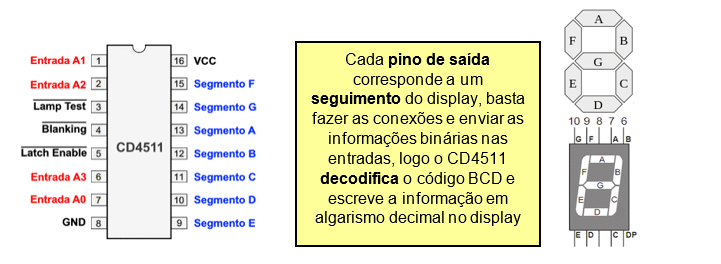 Entrada A1 1 16 VCC
Entrada A2 2 15 Segmento F
Lamp Test 3 14 Segmento G
Blanking 4 13 Segmento A
Latch Enable 5 12 Segmento B
Entrada A3 6 11 Segmento C
Entrada A0 7 10 Segmento D
GND 8 9 Segmento E
CD4511
Cada pino de saída
corresponde a um
seguimento do display, basta
fazer as conexões e enviar as
informações binárias nas
entradas, logo o CD4511
decodifica o código BCD e
escreve a informação em
algarismo decimal no display
A
F B
G
E C
D
10 9 8 7 6
G F A B
A
F B
G
E C
D
E D C DP